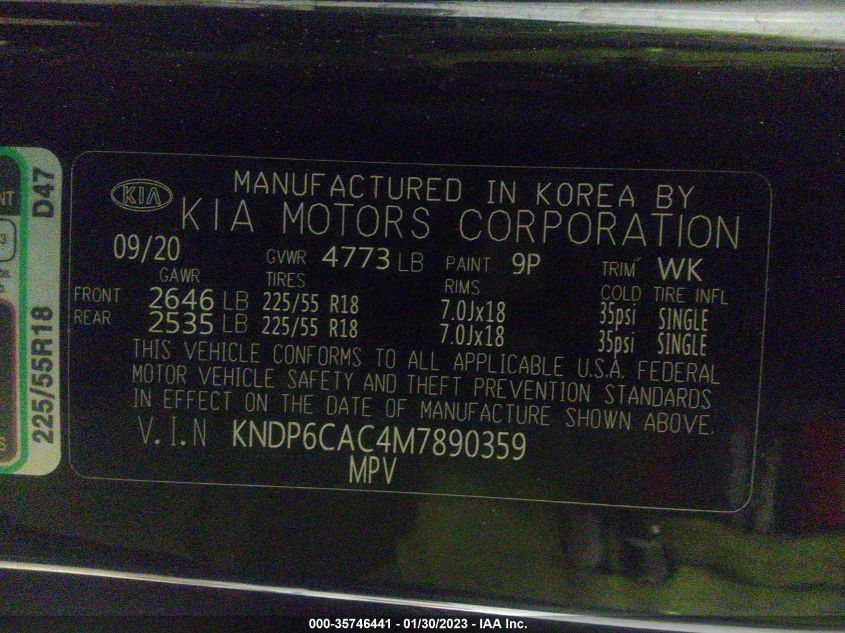 KIA
MANUFACTURED IN KOREA BY
KIA MOTORS CORPORATION
09/20 GVWR 4773 LB PAINT 9P TRIM WK
GAWR TIRES RIMS COLD TIRE INFL
FRONT 2646 LB 225/55 R18 7.0Jx18 35psi SINGLE
REAR 2535 LB 225/55 R18 7.0Jx18 35psi SINGLE
THIS VEHICLE CONFORMS TO ALL APPLICABLE U.S.A. FEDERAL
MOTOR VEHICLE SAFETY AND THEFT PREVENTION STANDARDS
IN EFFECT ON THE DATE OF MANUFACTURE SHOWN ABOVE.
V.I.N KNDP6CAC4M7890359
MPV
225/55R18 D47
NT
3
000-35746441 - 01/30/2023 - IAA Inc.